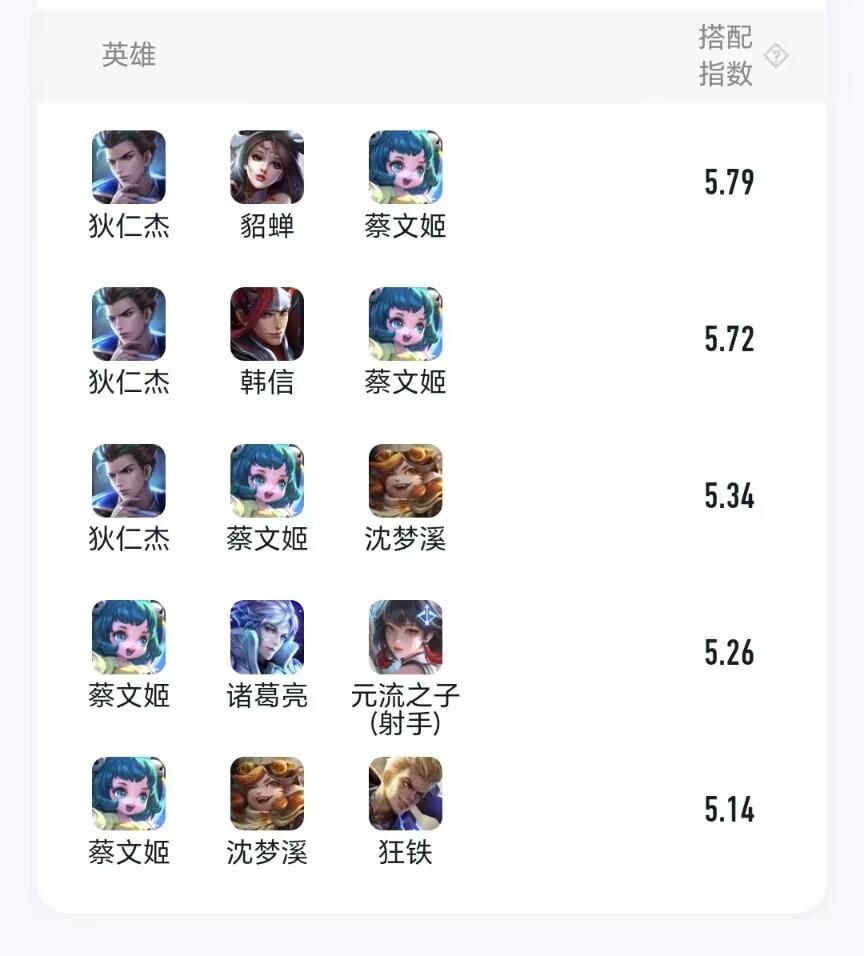 英雄
搭配
指数
?
狄仁杰 貂蝉 蔡文姬 5.79
狄仁杰 韩信 蔡文姬 5.72
狄仁杰 蔡文姬 沈梦溪 5.34
蔡文姬 诸葛亮 元流之子
(射手) 5.26
蔡文姬 沈梦溪 狂铁 5.14